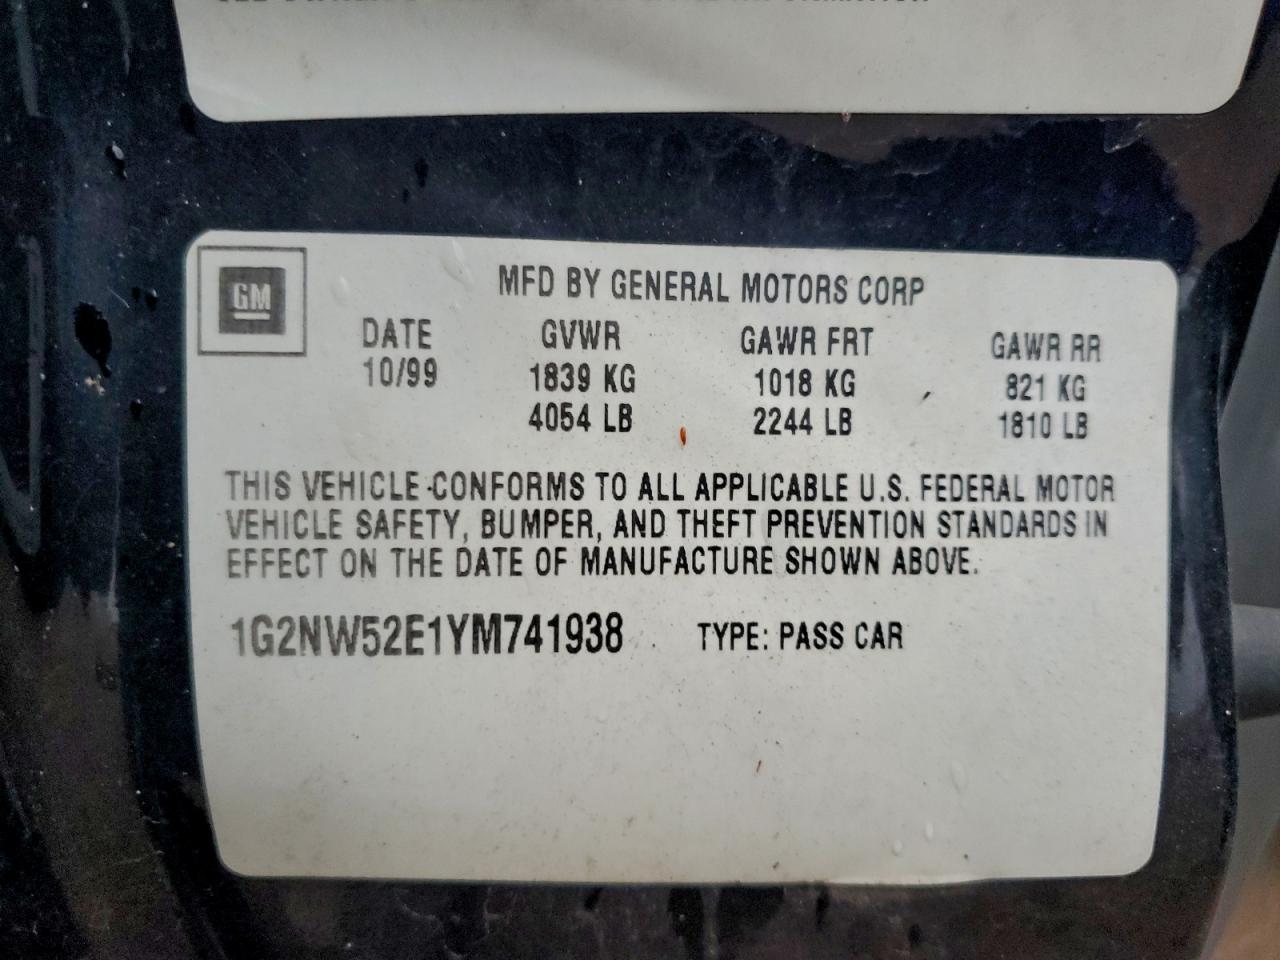 GM
MFD BY GENERAL MOTORS CORP
DATE GVWR GAWR FRT GAWR RR
10/99 1839 KG 1018 KG 821 KG
4054 LB 2244 LB 1810 LB
THIS VEHICLE CONFORMS TO ALL APPLICABLE U.S. FEDERAL MOTOR
VEHICLE SAFETY, BUMPER, AND THEFT PREVENTION STANDARDS IN
EFFECT ON THE DATE OF MANUFACTURE SHOWN ABOVE.
1G2NW52E1YM741938 TYPE: PASS CAR